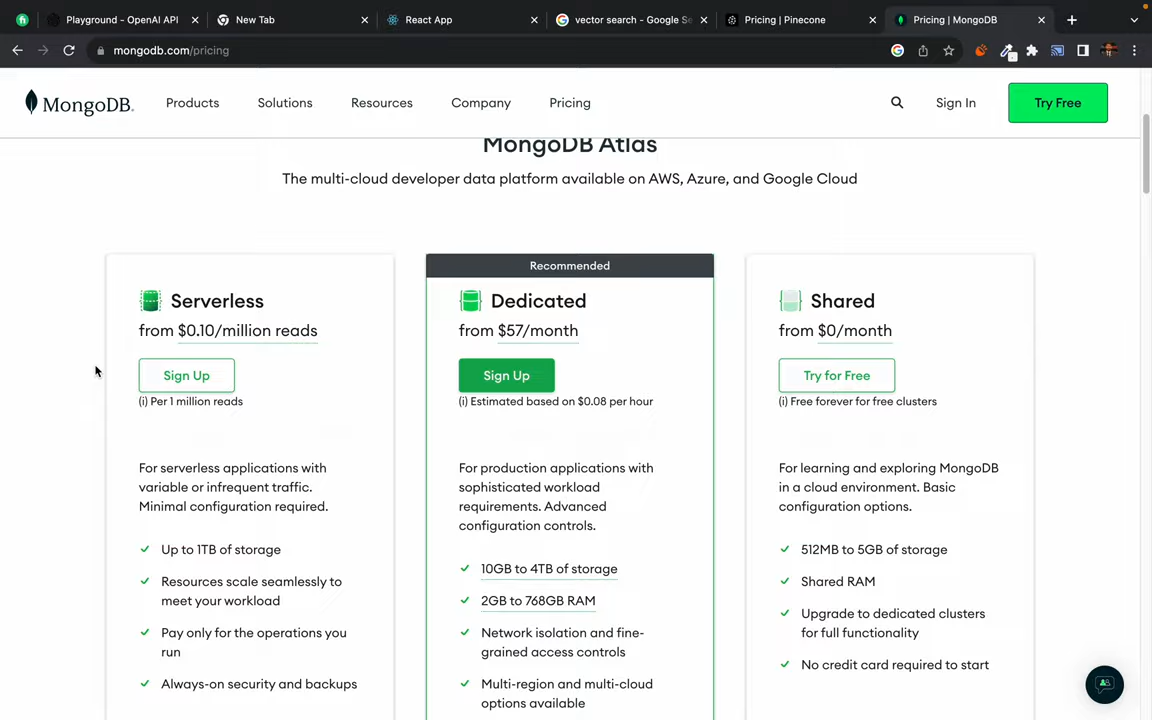 Playground - OpenAI API
New Tab
React App
vector search - Google Se
Pricing | Pinecone
Pricing | MongoDB
mongodb.com/pricing
MongoDB.
Products
Solutions
Resources
Company
Pricing
Sign In
Try Free
MongoDB Atlas
The multi-cloud developer data platform available on AWS, Azure, and Google Cloud
Serverless
from $0.10/million reads
Sign Up
(i) Per 1 million reads
For serverless applications with
variable or infrequent traffic.
Minimal configuration required.
Up to 1TB of storage
Resources scale seamlessly to
meet your workload
Pay only for the operations you
run
Always-on security and backups
Recommended
Dedicated
from $57/month
Sign Up
(i) Estimated based on $0.08 per hour
For production applications with
sophisticated workload
requirements. Advanced
configuration controls.
10GB to 4TB of storage
2GB to 768GB RAM
Network isolation and fine-
grained access controls
Multi-region and multi-cloud
options available
Shared
from $0/month
Try for Free
(i) Free forever for free clusters
For learning and exploring MongoDB
in a cloud environment. Basic
configuration options.
512MB to 5GB of storage
Shared RAM
Upgrade to dedicated clusters
for full functionality
No credit card required to start